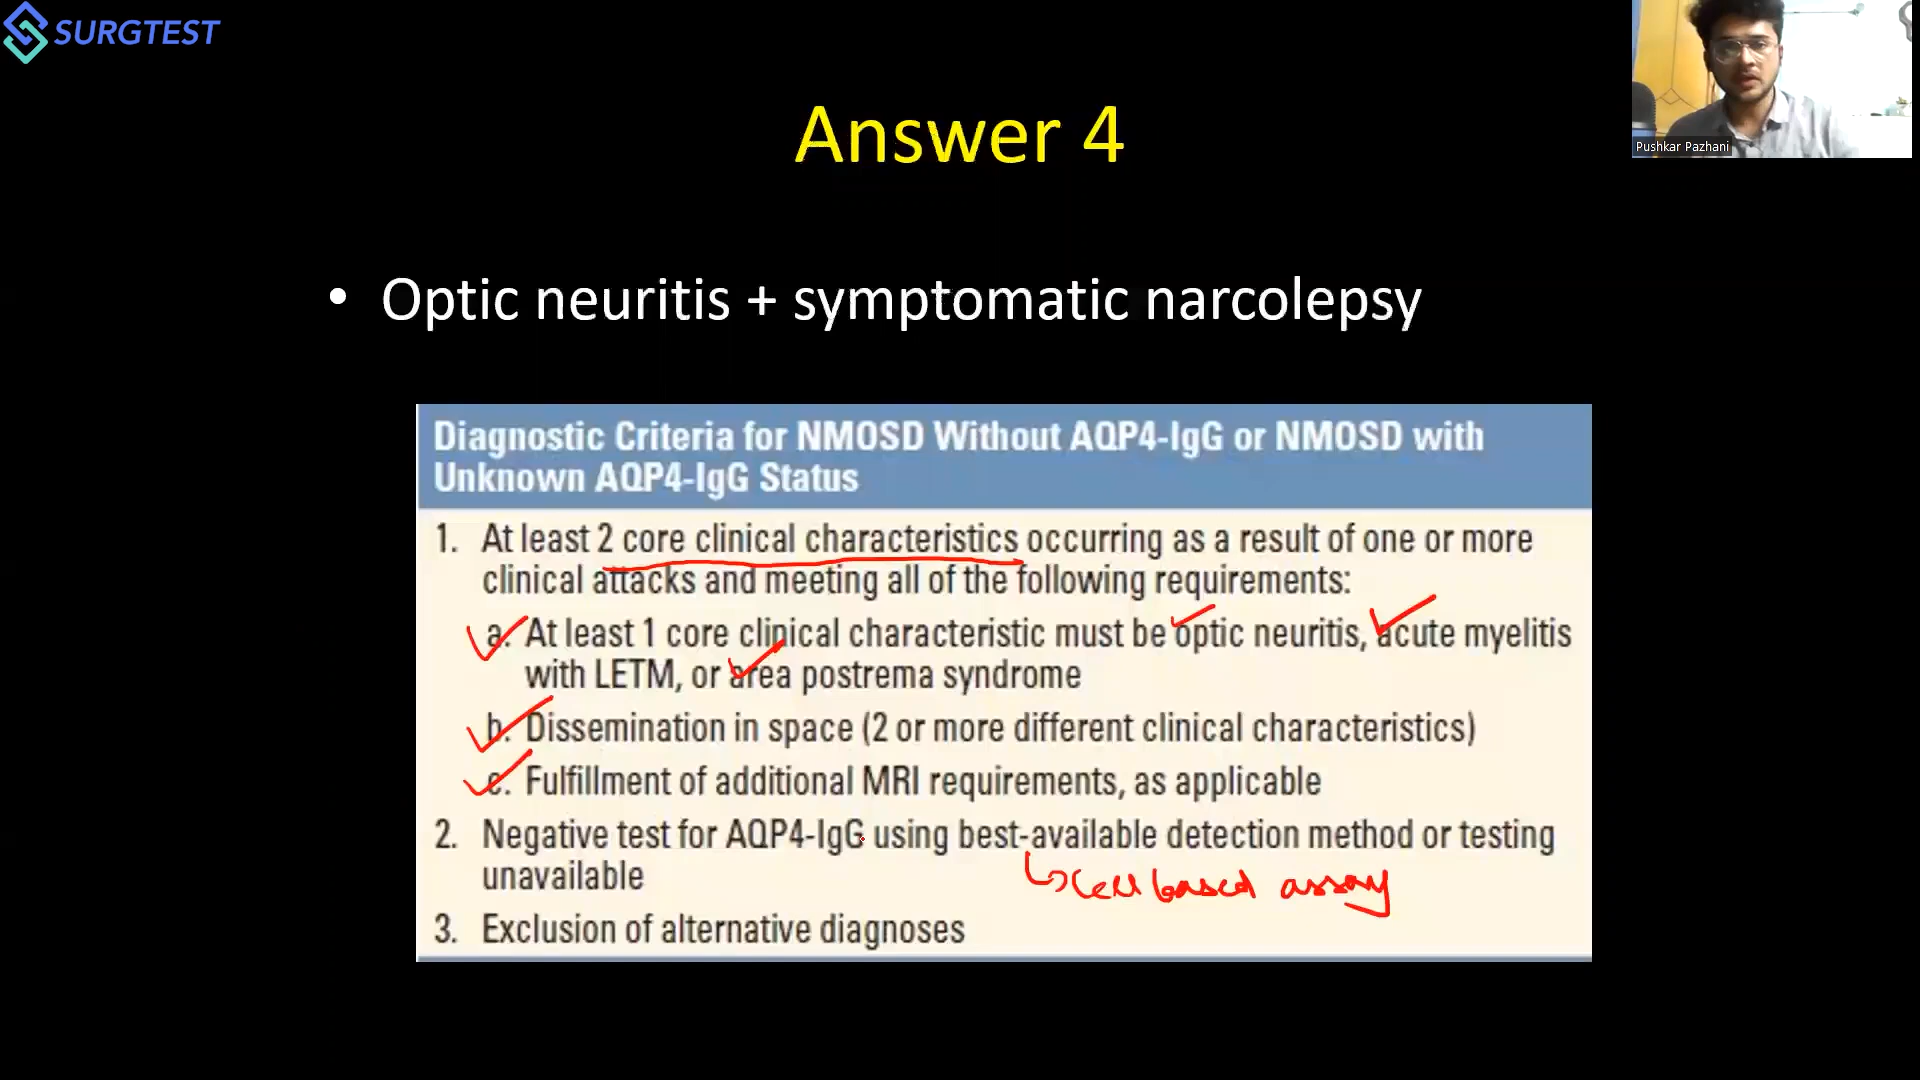 SURGTEST
Pushkar Pazhani
Answer 4
• Optic neuritis + symptomatic narcolepsy
Diagnostic Criteria for NMOSD Without AQP4-IgG or NMOSD with
Unknown AQP4-IgG Status
1. At least 2 core clinical characteristics occurring as a result of one or more
clinical attacks and meeting all of the following requirements:
a. At least 1 core clinical characteristic must be optic neuritis, acute myelitis
with LETM, or area postrema syndrome
b. Dissemination in space (2 or more different clinical characteristics)
c. Fulfillment of additional MRI requirements, as applicable
2. Negative test for AQP4-IgG using best-available detection method or testing
unavailable
↳ Cell based assay
3. Exclusion of alternative diagnoses